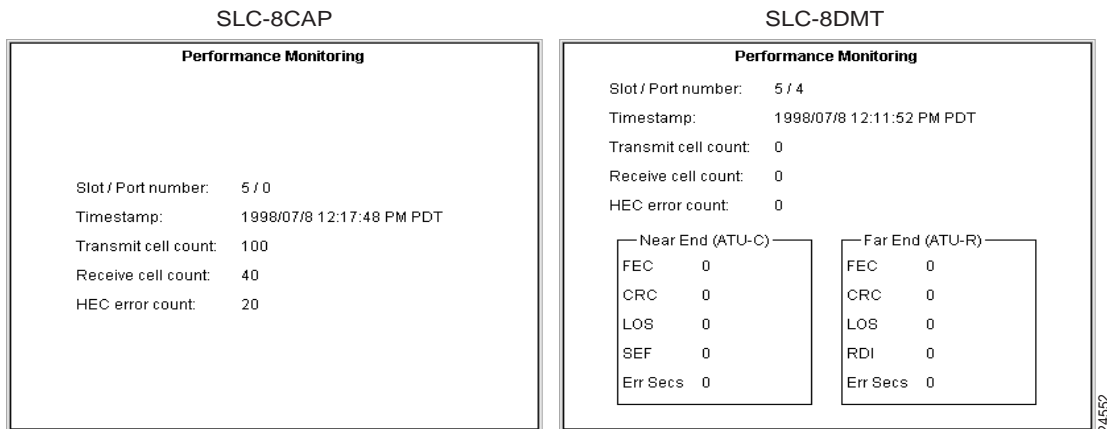 SLC-8CAP
Performance Monitoring
Slot / Port number: 5 / 0
Timestamp: 1998/07/8 12:17:48 PM PDT
Transmit cell count: 100
Receive cell count: 40
HEC error count: 20
SLC-8DMT
Performance Monitoring
Slot / Port number: 5 / 4
Timestamp: 1998/07/8 12:11:52 PM PDT
Transmit cell count: 0
Receive cell count: 0
HEC error count: 0
Near End (ATU-C)
FEC 0
CRC 0
LOS 0
SEF 0
Err Secs 0
Far End (ATU-R)
FEC 0
CRC 0
LOS 0
RDI 0
Err Secs 0
24552